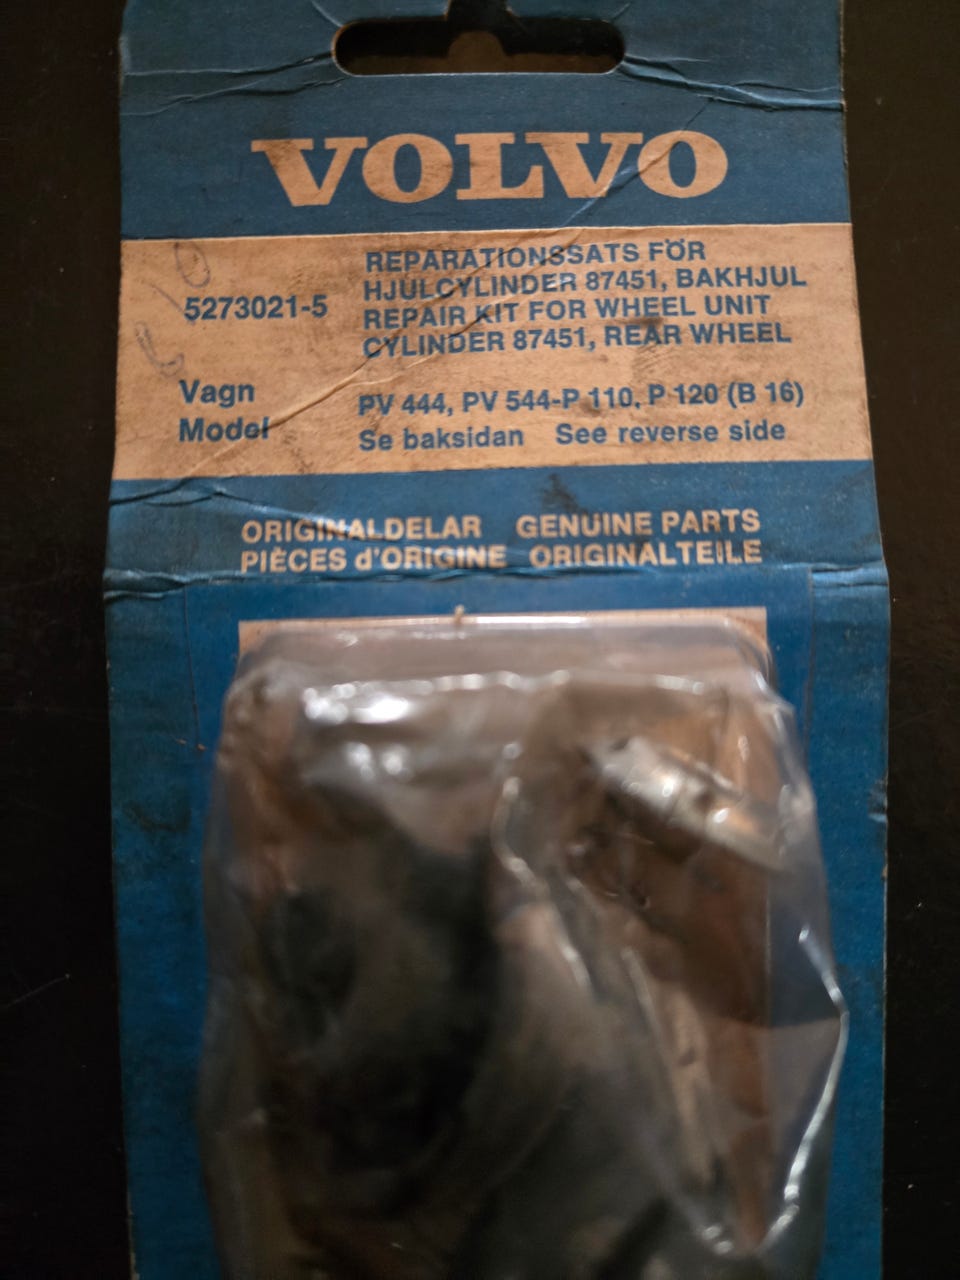 VOLVO
5273021-5
REPARATIONSSATS FÖR
HJULCYLINDER 87451, BAKHJUL
REPAIR KIT FOR WHEEL UNIT
CYLINDER 87451, REAR WHEEL
Vagn
Model
PV 444, PV 544-P 110, P 120 (B 16)
Se baksidan See reverse side
ORIGINALDELAR GENUINE PARTS
PIÈCES d'ORIGINE ORIGINALTEILE